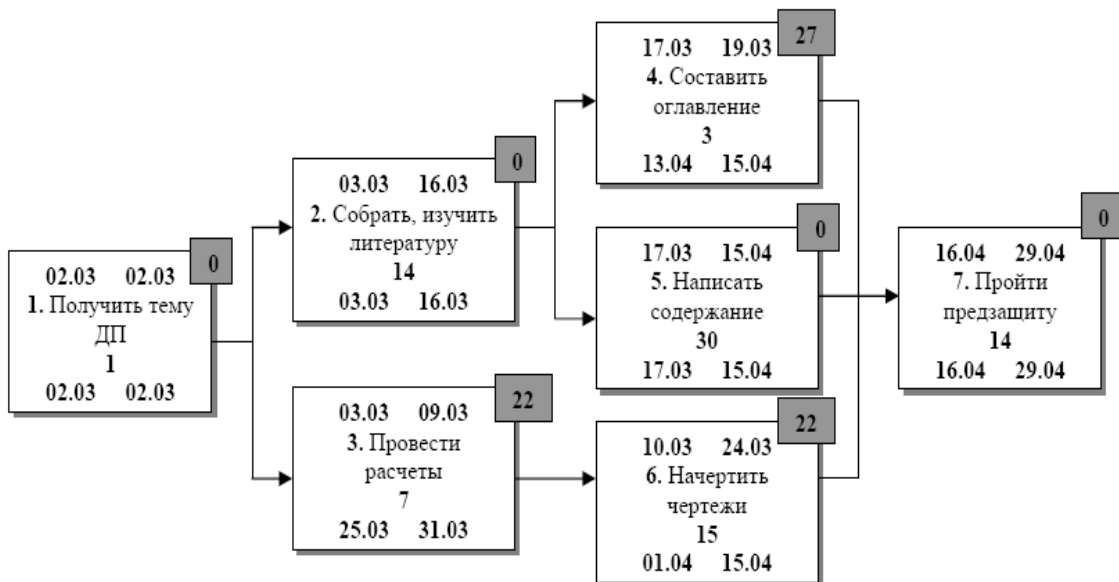 0
02.03 02.03
1. Получить тему
ДП
1
02.03 02.03
0
03.03 16.03
2. Собрать, изучить
литературу
14
03.03 16.03
22
03.03 09.03
3. Провести
расчеты
7
25.03 31.03
27
17.03 19.03
4. Составить
оглавление
3
13.04 15.04
0
17.03 15.04
5. Написать
содержание
30
17.03 15.04
22
10.03 24.03
6. Начертить
чертежи
15
01.04 15.04
0
16.04 29.04
7. Пройти
предзащиту
14
16.04 29.04